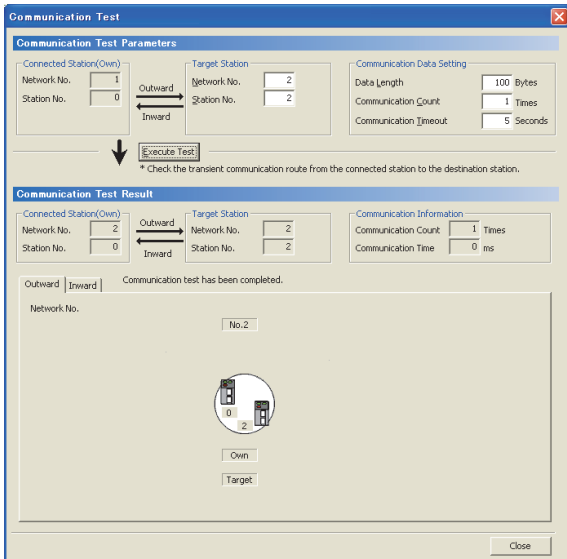 Communication Test
Communication Test Parameters
Connected Station(Own)
Network No. 1
Station No. 0
Outward
Inward
Target Station
Network No. 2
Station No. 2
Communication Data Setting
Data Length 100 Bytes
Communication Count 1 Times
Communication Timeout 5 Seconds
Execute Test
* Check the transient communication route from the connected station to the destination station.
Communication Test Result
Connected Station(Own)
Network No. 2
Station No. 0
Outward
Inward
Target Station
Network No. 2
Station No. 2
Communication Information
Communication Count 1 Times
Communication Time 0 ms
Outward Inward Communication test has been completed.
Network No.
No.2
0
2
Own
Target
Close